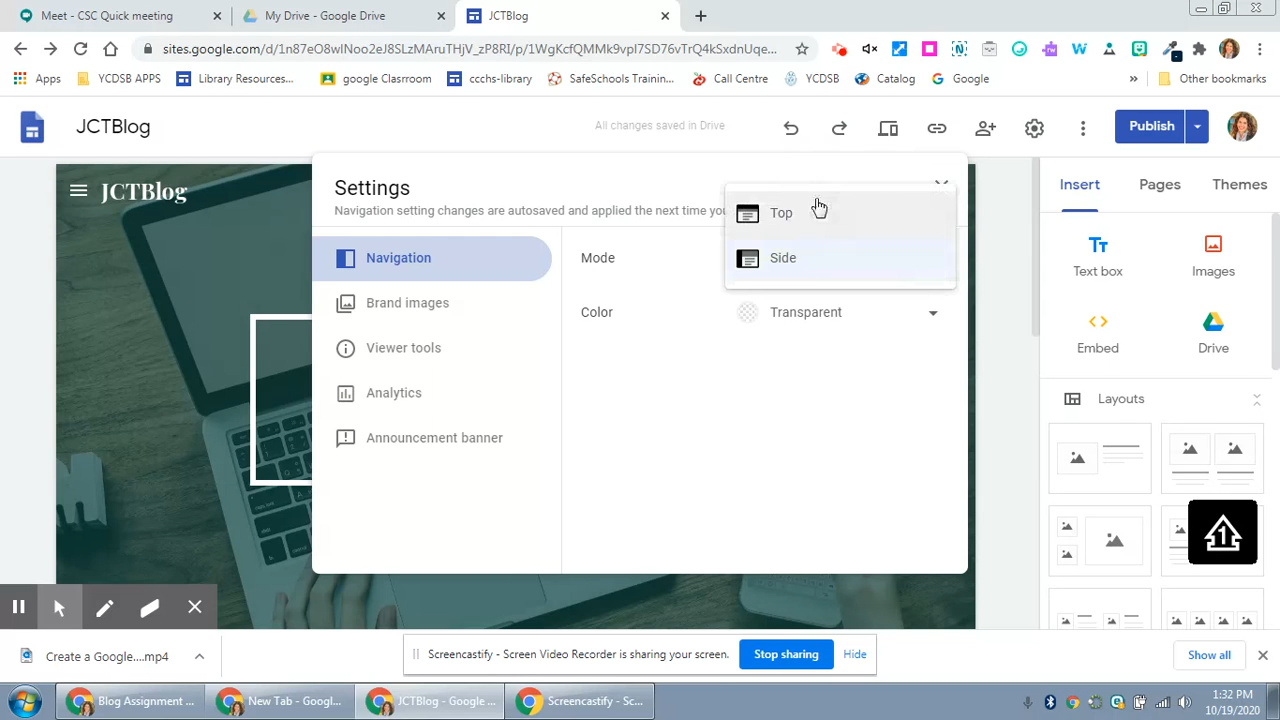 Meet - CSC Quick meeting
My Drive - Google Drive
JCTBlog
sites.google.com/d/1n87eO8wlNoo2eJ8SLzMAruTHjV_zP8RI/p/1WgKcfQMMk9vpI7SD76vTrQ4kSxdnUqe...
Apps
YCDSB APPS
Library Resources...
google Classroom
ccchs-library
SafeSchools Trainin...
Call Centre
YCDSB
Catalog
Google
»
Other bookmarks
JCTBlog
All changes saved in Drive
Publish
JCTBlog
Settings
Navigation setting changes are autosaved and applied the next time you
Insert
Pages
Themes
Top
Side
Navigation
Brand images
Viewer tools
Analytics
Announcement banner
Mode
Color
Transparent
Tt
Text box
Images
Embed
Drive
Layouts
1
Create a Google....mp4
Screencastify - Screen Video Recorder is sharing your screen.
Stop sharing
Hide
Show all
Blog Assignment ...
New Tab - Googl...
JCTBlog - Google ...
Screencastify - Sc...
1:32 PM
10/19/2020